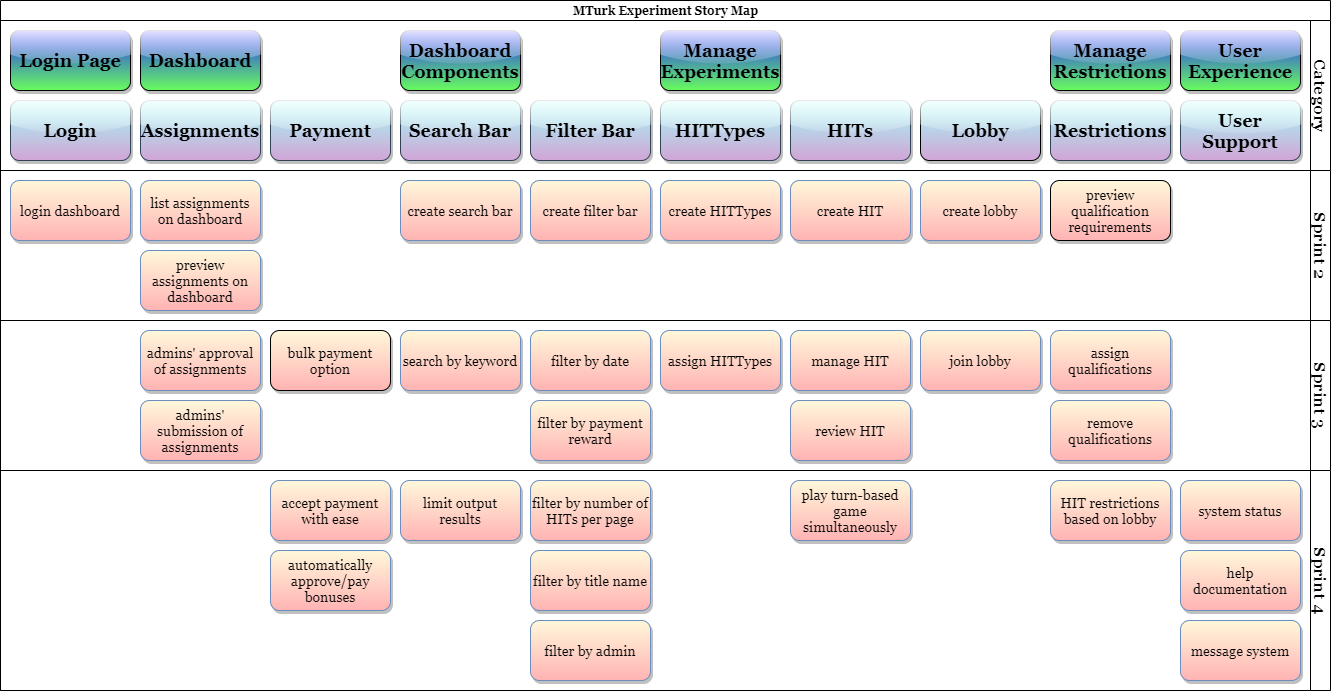 MTurk Experiment Story Map
Login Page
Dashboard
Dashboard
Components
Manage
Experiments
Manage
Restrictions
User
Experience
Category
Login
Assignments
Payment
Search Bar
Filter Bar
HITTypes
HITs
Lobby
Restrictions
User
Support
login dashboard
list assignments
on dashboard
create search bar
create filter bar
create HITTypes
create HIT
create lobby
preview
qualification
requirements
Sprint 2
preview
assignments on
dashboard
admins' approval
of assignments
bulk payment
option
search by keyword
filter by date
assign HITTypes
manage HIT
join lobby
assign
qualifications
Sprint 3
admins'
submission of
assignments
filter by payment
reward
review HIT
remove
qualifications
accept payment
with ease
limit output
results
filter by number of
HITs per page
play turn-based
game
simultaneously
HIT restrictions
based on lobby
system status
Sprint 4
automatically
approve/pay
bonuses
filter by title name
help
documentation
filter by admin
message system